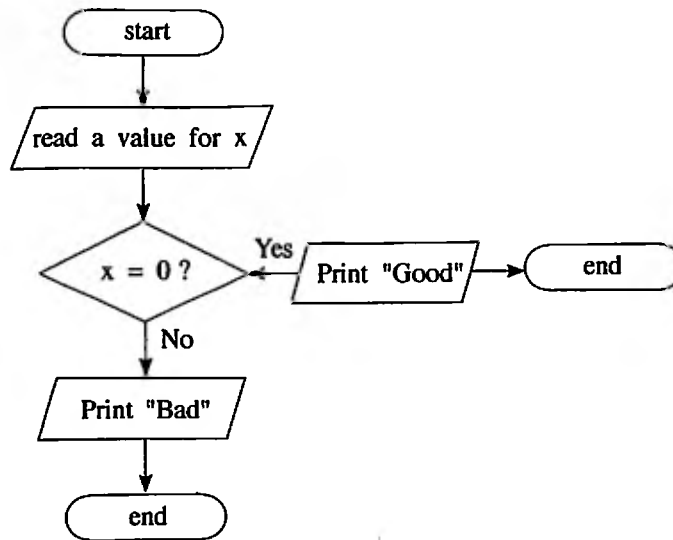 start
read a value for x
x = 0 ?
Yes
Print "Good"
end
No
Print "Bad"
end